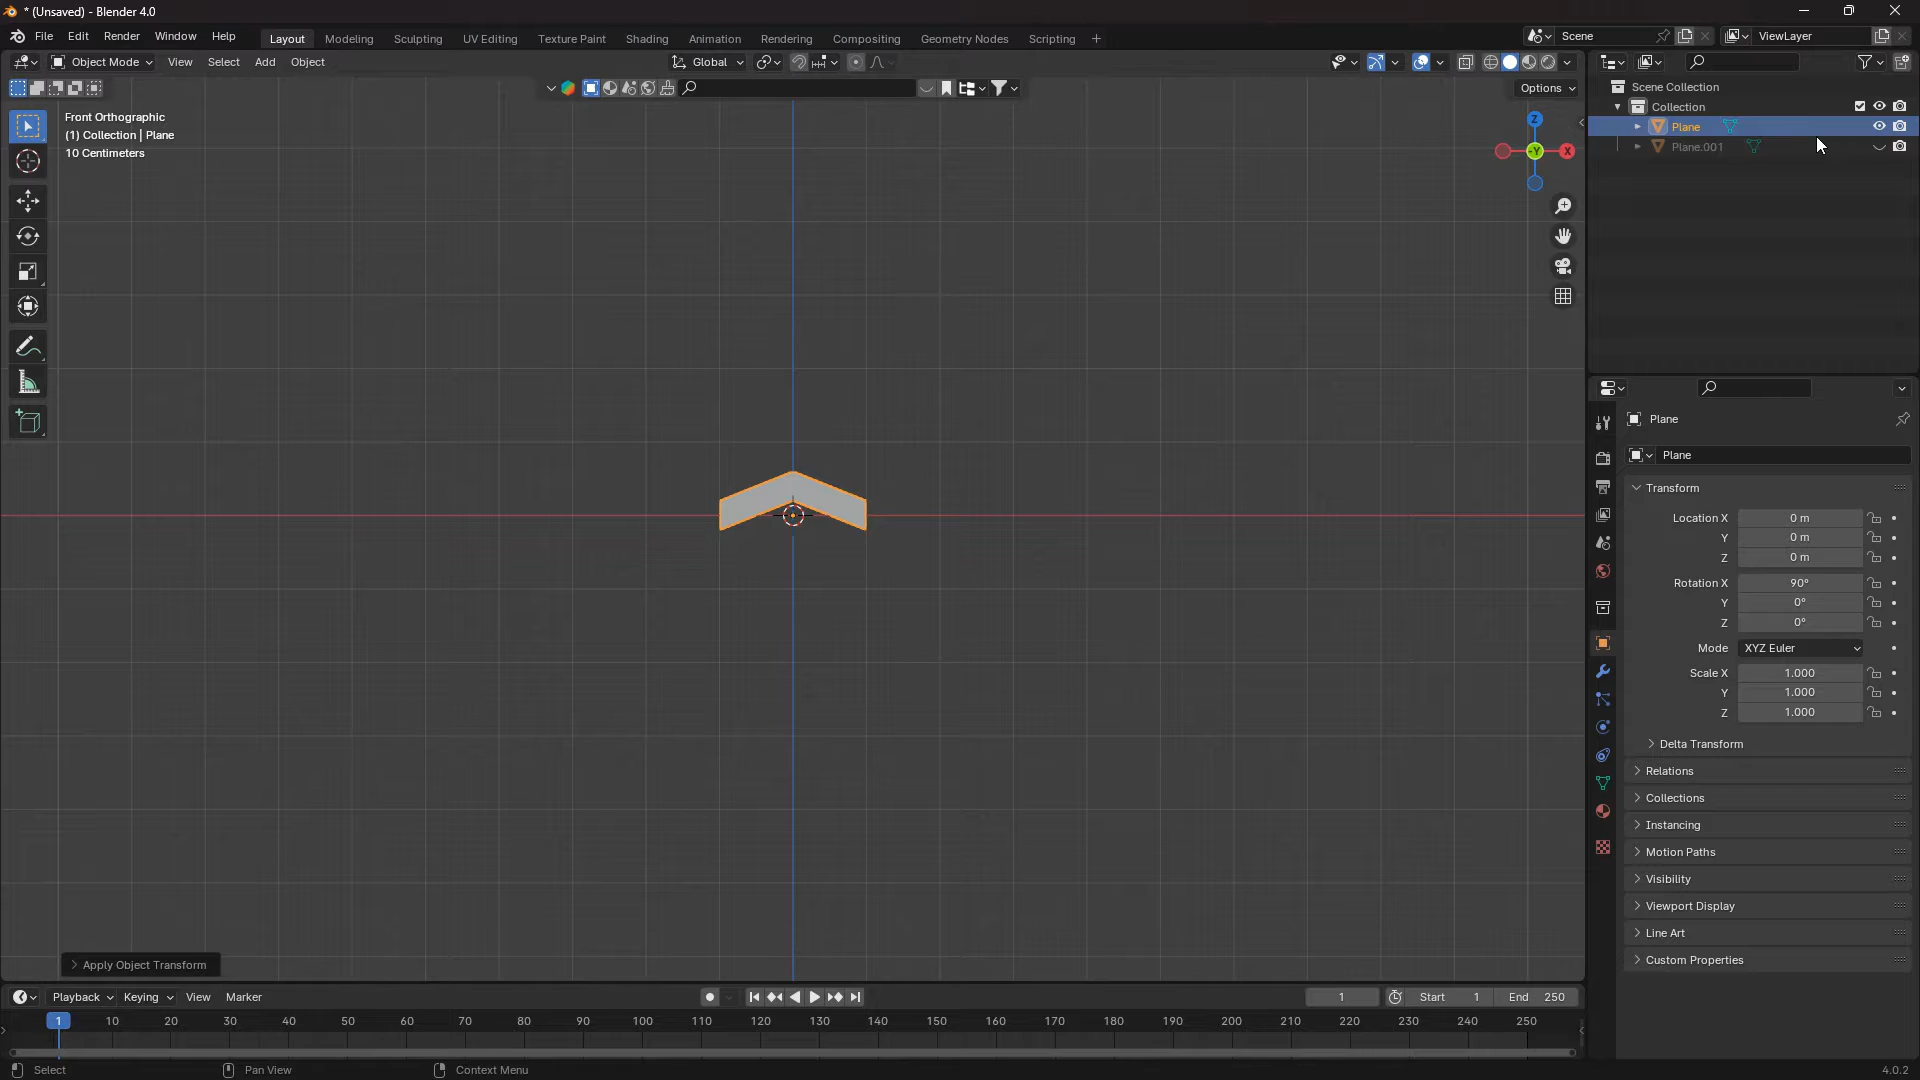 * (Unsaved) - Blender 4.0
File Edit Render Window Help
Layout Modeling Sculpting UV Editing Texture Paint Shading Animation Rendering Compositing Geometry Nodes Scripting +
Scene
ViewLayer
Object Mode View Select Add Object
Global
Options
Front Orthographic
(1) Collection | Plane
10 Centimeters
Z
-Y
X
Scene Collection
Collection
Plane
Plane.001
Plane
Plane
Transform
Location X 0 m
Y 0 m
Z 0 m
Rotation X 90°
Y 0°
Z 0°
Mode XYZ Euler
Scale X 1.000
Y 1.000
Z 1.000
Delta Transform
Relations
Collections
Instancing
Motion Paths
Visibility
Viewport Display
Line Art
Custom Properties
Apply Object Transform
Playback Keying View Marker
1
Start 1 End 250
1 10 20 30 40 50 60 70 80 90 100 110 120 130 140 150 160 170 180 190 200 210 220 230 240 250
Select Pan View Context Menu
4.0.2